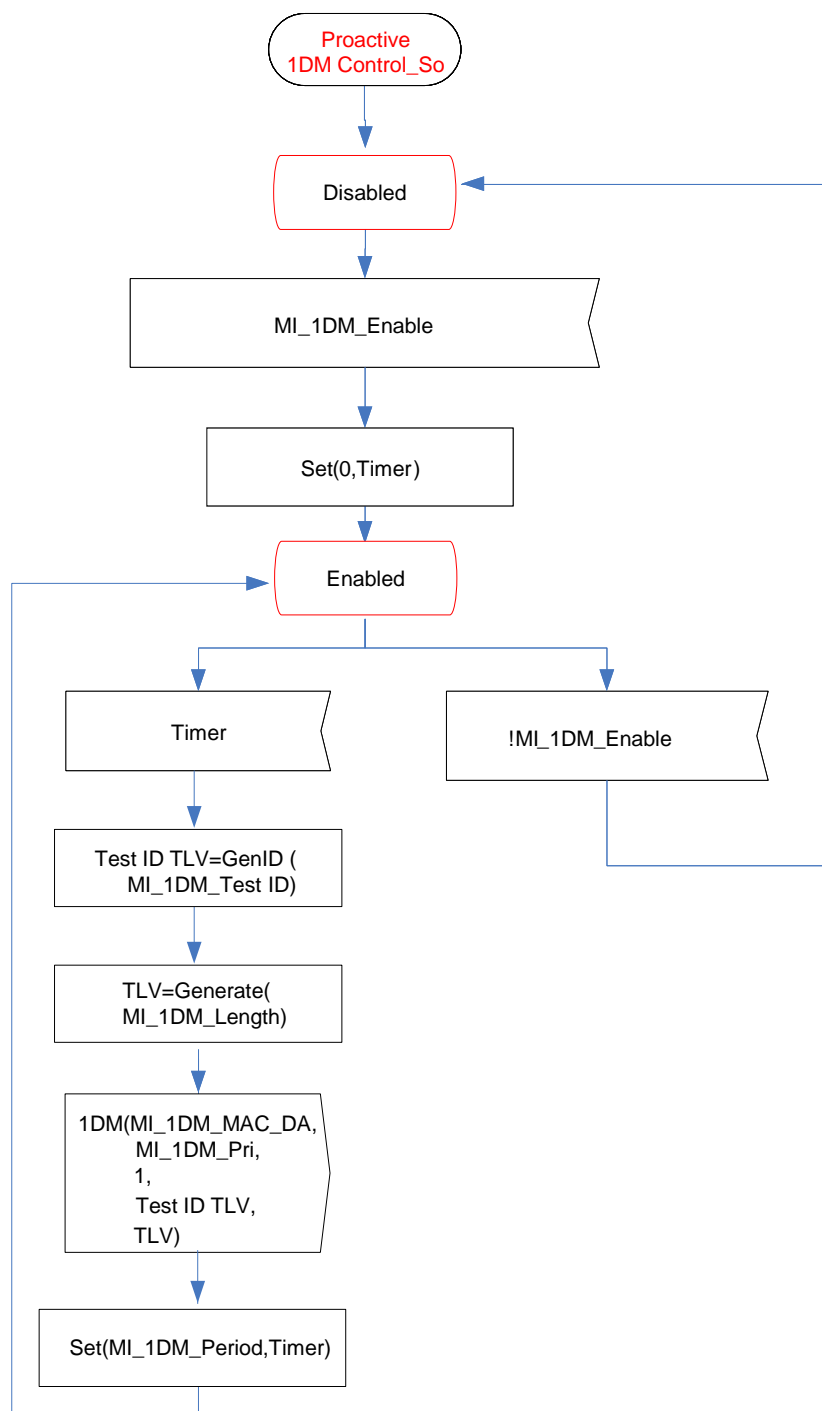 Proactive
1DM Control_So
Disabled
MI_1DM_Enable
Set(0,Timer)
Enabled
Timer
!MI_1DM_Enable
Test ID TLV=GenID (
MI_1DM_Test ID)
TLV=Generate(
MI_1DM_Length)
1DM(MI_1DM_MAC_DA,
MI_1DM_Pri,
1,
Test ID TLV,
TLV)
Set(MI_1DM_Period,Timer)